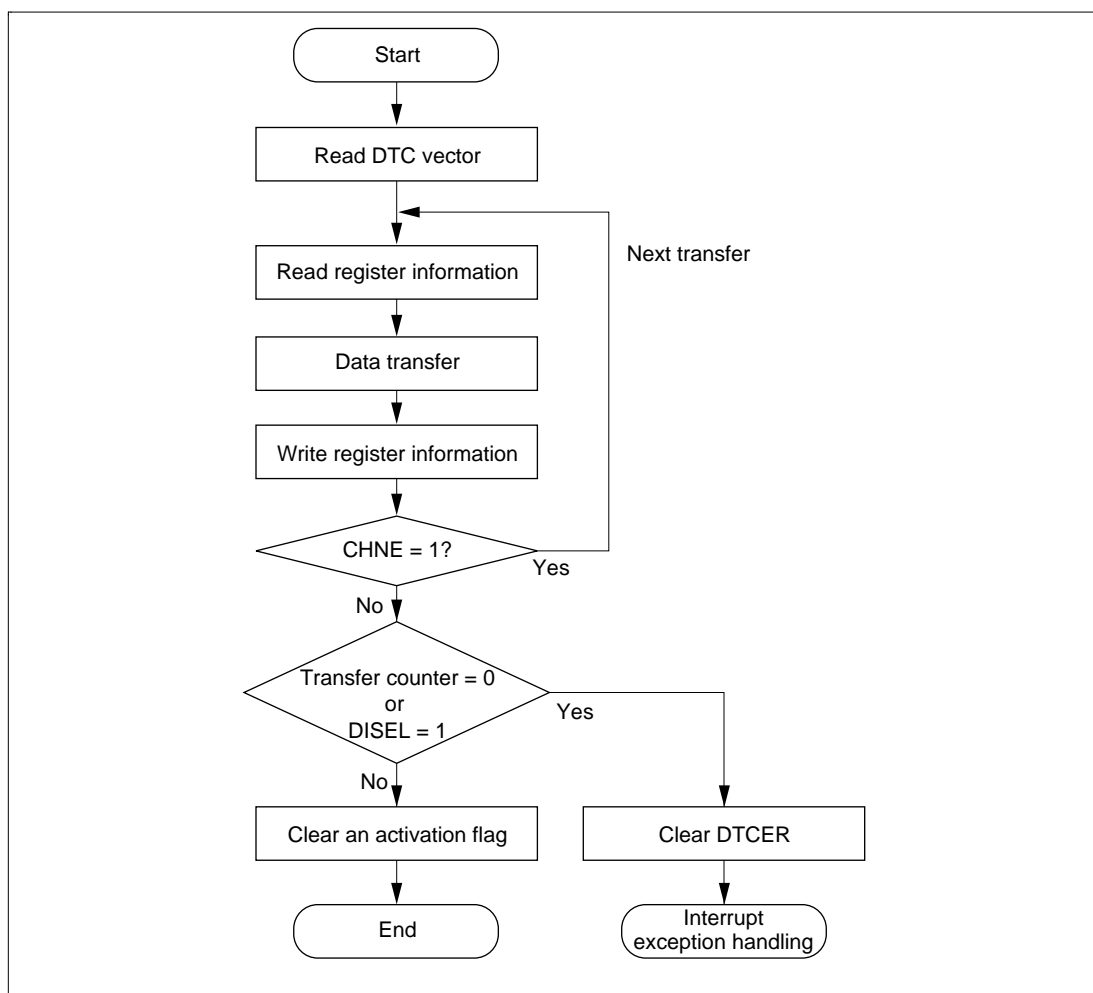 Start
Read DTC vector
Next transfer
Read register information
Data transfer
Write register information
CHNE = 1?
Yes
No
Transfer counter = 0
or
DISEL = 1
Yes
No
Clear an activation flag
Clear DTCER
End
Interrupt
exception handling